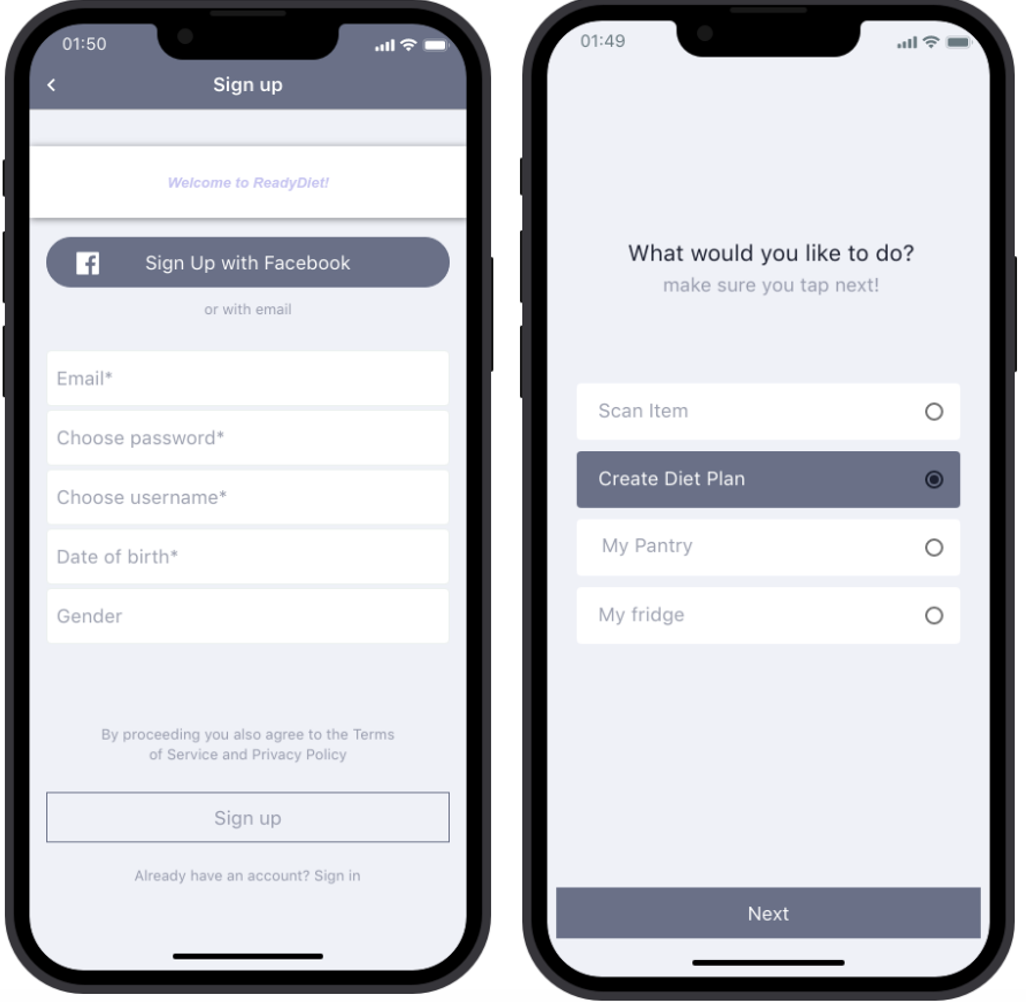 01:50
Sign up
Welcome to ReadyDiet!
Sign Up with Facebook
or with email
Email*
Choose password*
Choose username*
Date of birth*
Gender
By proceeding you also agree to the Terms
of Service and Privacy Policy
Sign up
Already have an account? Sign in
01:49
What would you like to do?
make sure you tap next!
Scan Item
Create Diet Plan
My Pantry
My fridge
Next